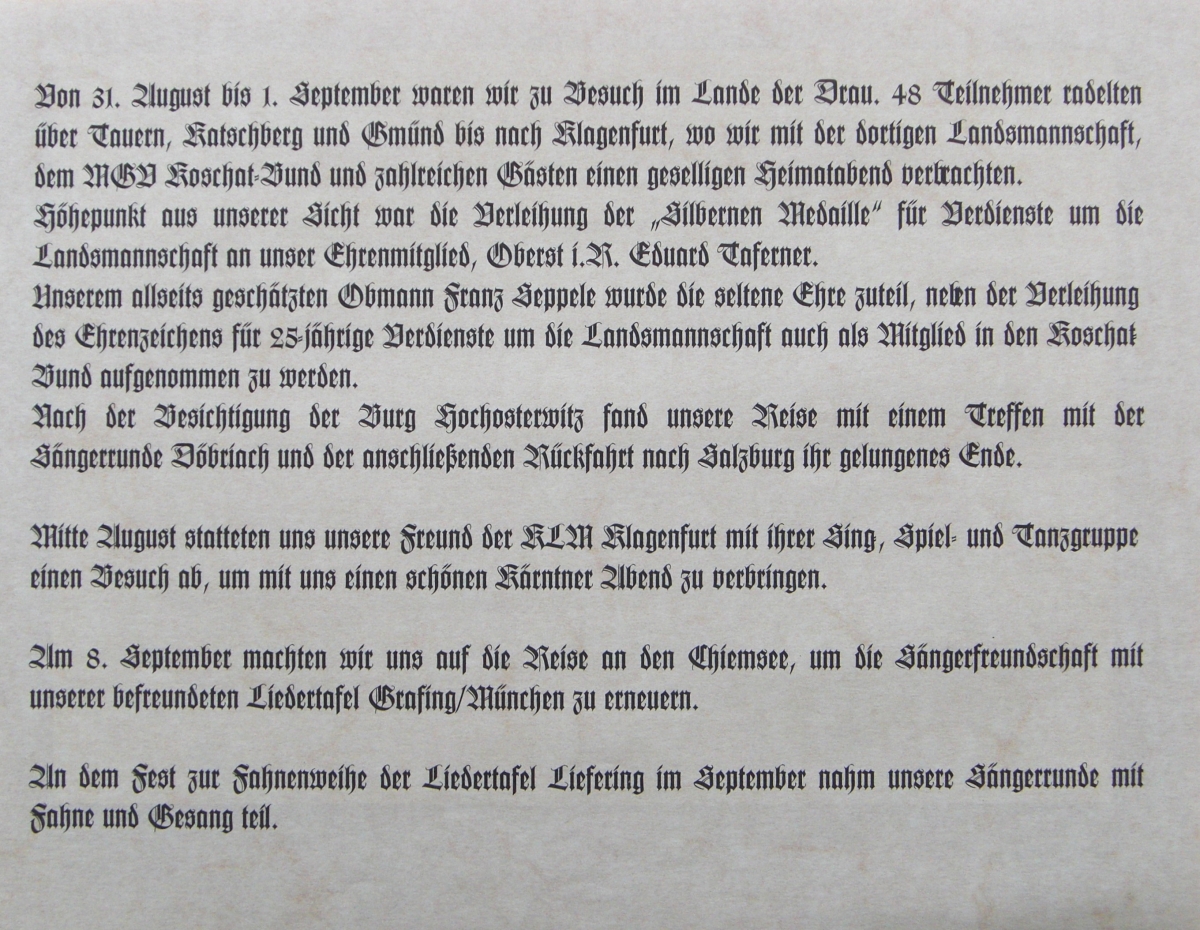 Von 31. August bis 1. September waren wir zu Besuch im Lande der Drau. 48 Teilnehmer radelten
über Tauern, Katschberg und Gmünd bis nach Klagenfurt, wo wir mit der dortigen Landsmannschaft,
dem MGV Koschat-Bund und zahlreichen Gästen einen geselligen Heimatabend verbrachten.
Höhepunkt aus unserer Sicht war die Verleihung der „Silbernen Medaille“ für Verdienste um die
Landsmannschaft an unser Ehrenmitglied, Oberst i.R. Eduard Taferner.
Unserem allseits geschätzten Obmann Franz Seppele wurde die seltene Ehre zuteil, neben der Verleihung
des Ehrenzeichens für 25-jährige Verdienste um die Landsmannschaft auch als Mitglied in den Koschat-
Bund aufgenommen zu werden.
Nach der Besichtigung der Burg Hochosterwitz fand unsere Reise mit einem Treffen mit der
Sängerrunde Döbriach und der anschließenden Rückfahrt nach Salzburg ihr gelungenes Ende.
Mitte August statteten uns unsere Freund der KLM Klagenfurt mit ihrer Sing-, Spiel- und Tanzgruppe
einen Besuch ab, um mit uns einen schönen Kärntner Abend zu verbringen.
Am 8. September machten wir uns auf die Reise an den Chiemsee, um die Sängerfreundschaft mit
unserer befreundeten Liedertafel Grafing/München zu erneuern.
An dem Fest zur Fahnenweihe der Liedertafel Liefering im September nahm unsere Sängerrunde mit
Fahne und Gesang teil.